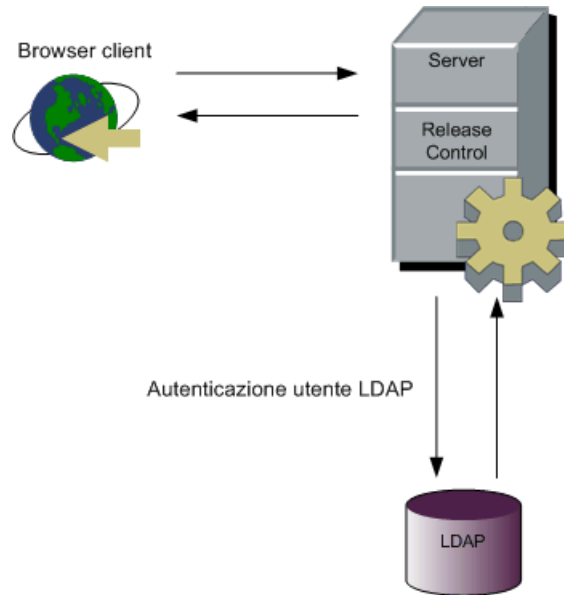 Browser client
Server
Release
Control
Autenticazione utente LDAP
LDAP